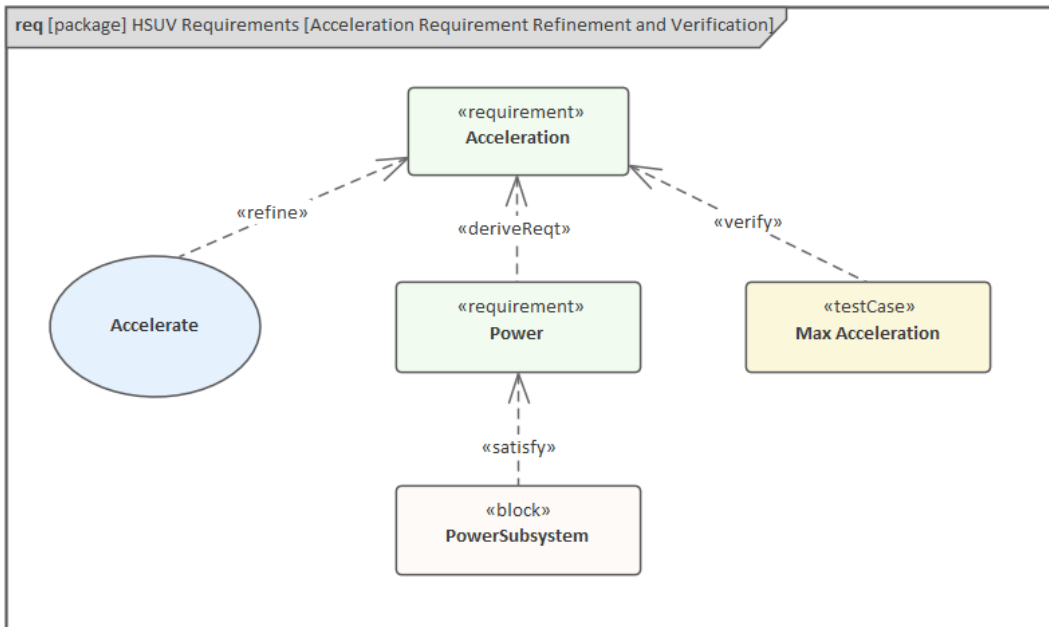 req [package] HSUV Requirements [Acceleration Requirement Refinement and Verification]
«requirement»
Acceleration
«refine»
«deriveReqt»
«verify»
Accelerate
«requirement»
Power
«testCase»
Max Acceleration
«satisfy»
«block»
PowerSubsystem